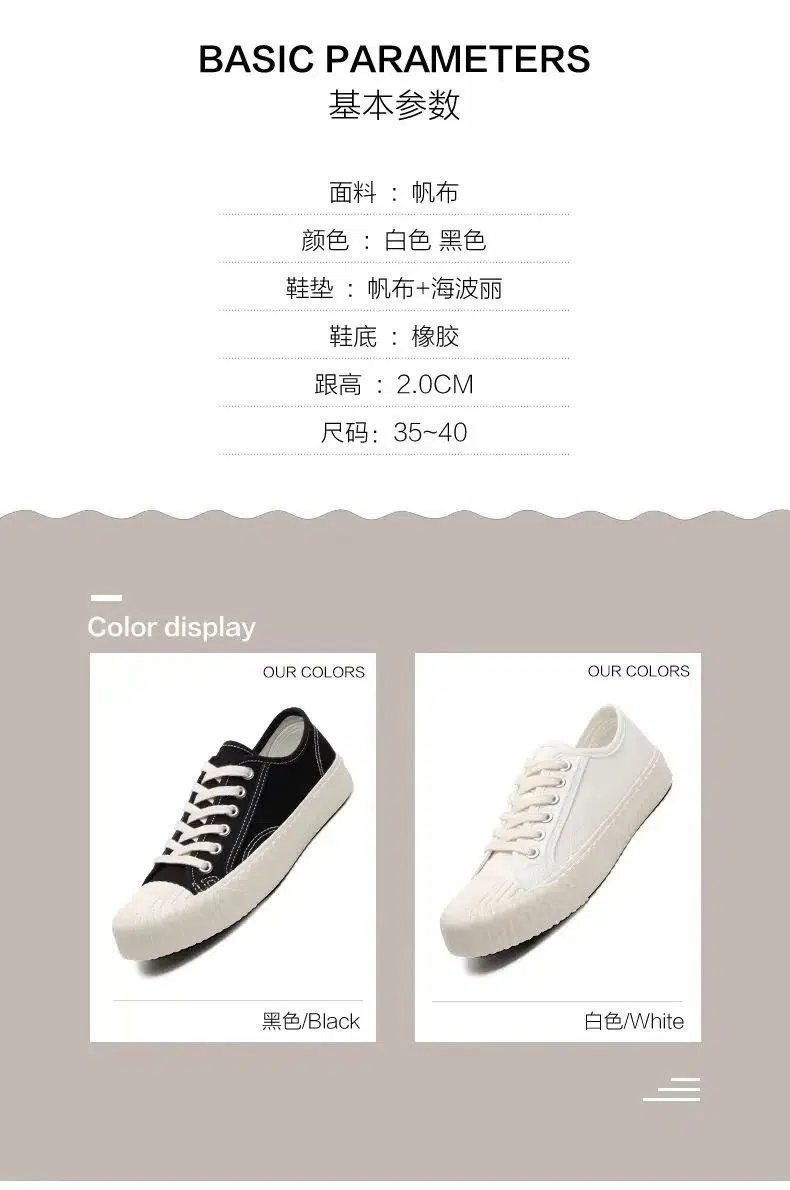 BASIC PARAMETERS
基本参数
面料 : 帆布
颜色 : 白色 黑色
鞋垫 : 帆布+海波丽
鞋底 : 橡胶
跟高 : 2.0CM
尺码: 35~40
Color display
OUR COLORS
黑色/Black
OUR COLORS
白色/White